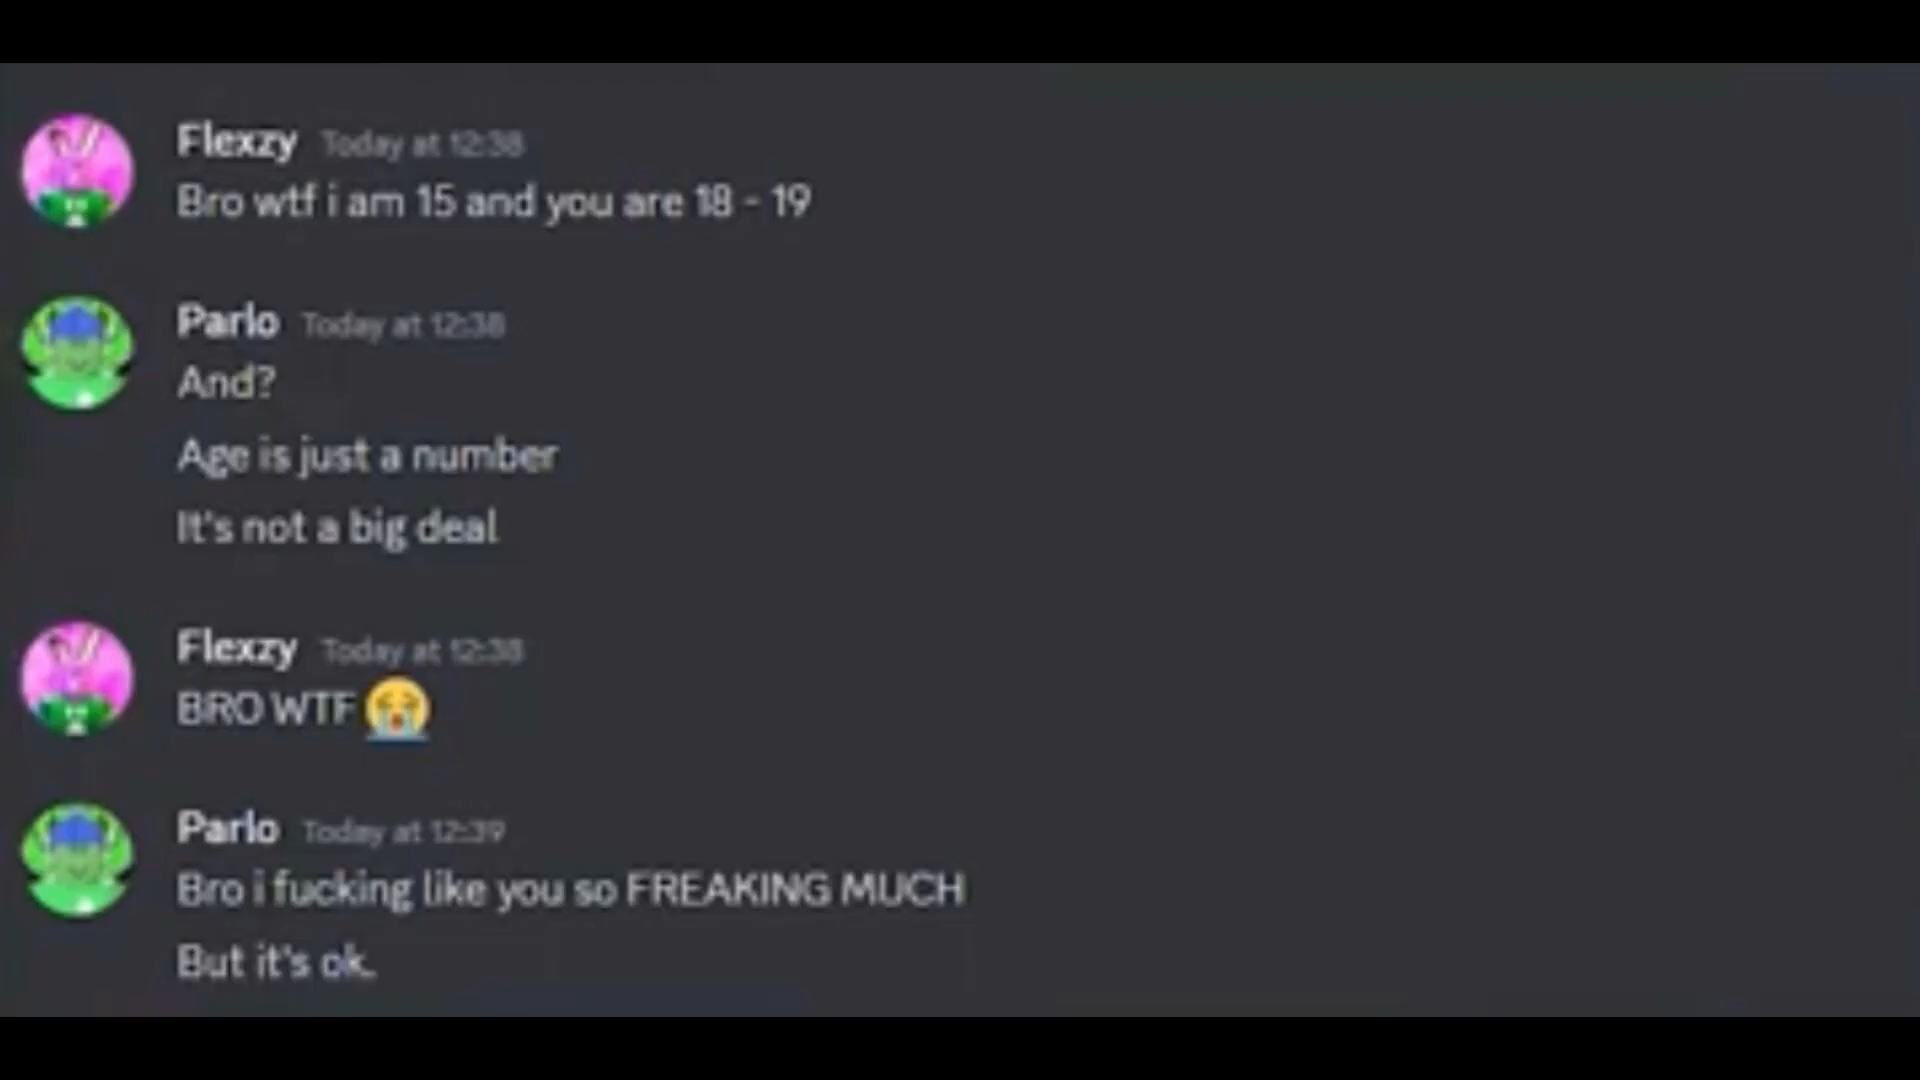 Flexzy Today at 12:38
Bro wtf i am 15 and you are 18 - 19
Parlo Today at 12:38
And?
Age is just a number
It's not a big deal
Flexzy Today at 12:38
BRO WTF 😭
Parlo Today at 12:39
Bro i fucking like you so FREAKING MUCH
But it's ok.